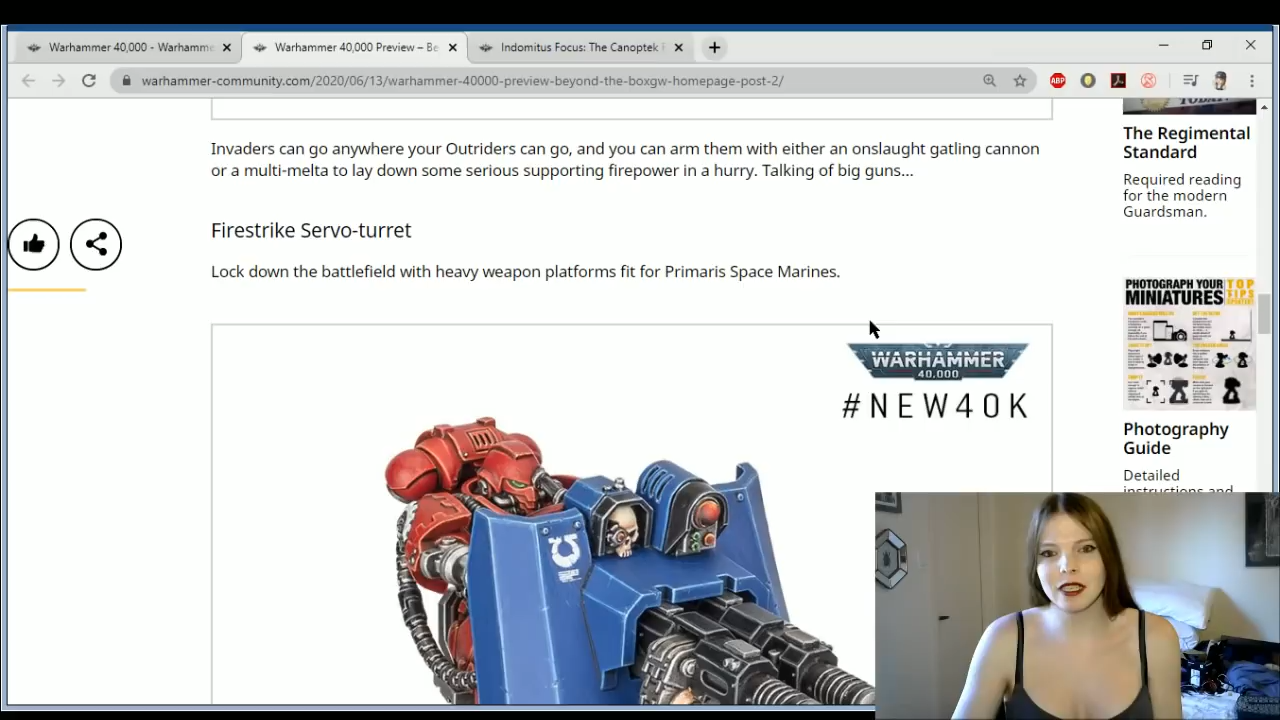 Warhammer 40,000 - Warhamm
Warhammer 40,000 Preview – Be
Indomitus Focus: The Canoptek
warhammer-community.com/2020/06/13/warhammer-40000-preview-beyond-the-boxgw-homepage-post-2/
ABP
TODAY!
Invaders can go anywhere your Outriders can go, and you can arm them with either an onslaught gatling cannon
or a multi-melta to lay down some serious supporting firepower in a hurry. Talking of big guns...
Firestrike Servo-turret
Lock down the battlefield with heavy weapon platforms fit for Primaris Space Marines.
WARHAMMER
40,000
#NEW40K
The Regimental
Standard
Required reading
for the modern
Guardsman.
PHOTOGRAPH YOUR
MINIATURES
TOP
TIPS
Photography
Guide
Detailed
instructions and